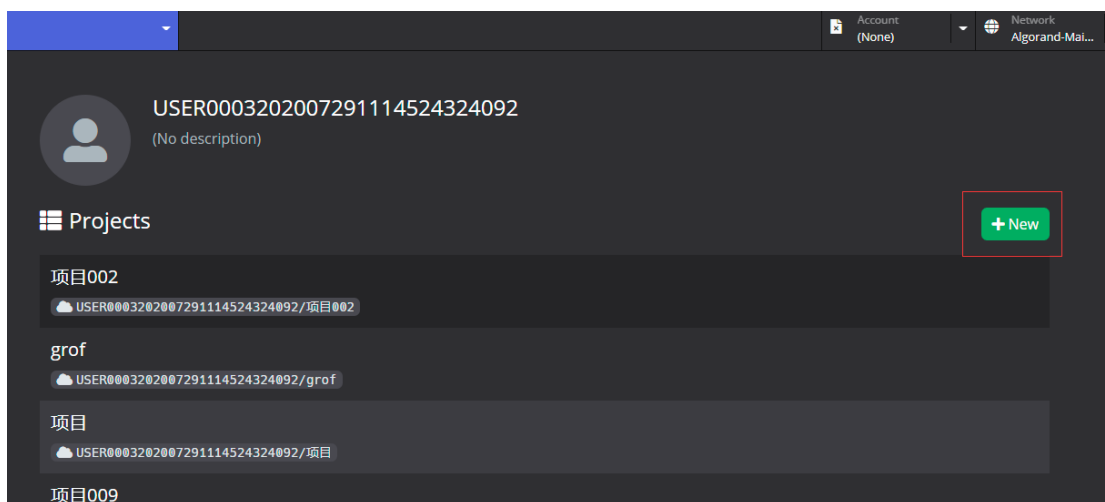 Account
(None)
Network
Algorand-Mai...
USER0003202007291114524324092
(No description)
Projects
New
项目002
USER0003202007291114524324092/项目002
grof
USER0003202007291114524324092/grof
项目
USER0003202007291114524324092/项目
项目009